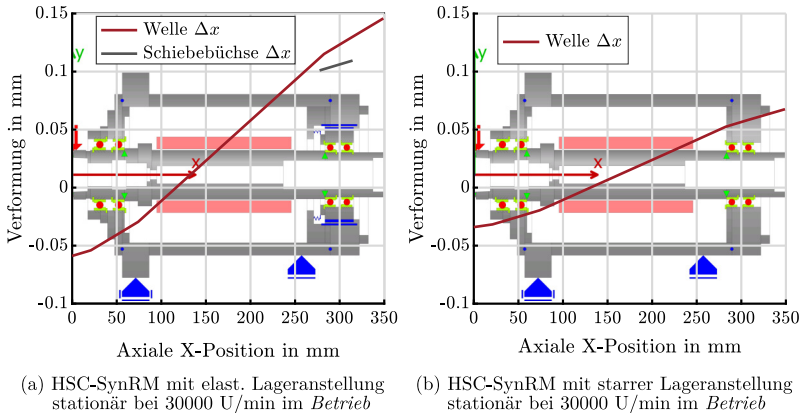 Verformung in mm
0.15
0.1
0.05
0
-0.05
-0.1
y
x
Welle Δx
Schiebebüchse Δx
0 50 100 150 200 250 300 350
Axiale X-Position in mm
(a) HSC-SynRM mit elast. Lageranstellung
stationär bei 30000 U/min im Betrieb
Verformung in mm
0.15
0.1
0.05
0
-0.05
-0.1
y
x
Welle Δx
0 50 100 150 200 250 300 350
Axiale X-Position in mm
(b) HSC-SynRM mit starrer Lageranstellung
stationär bei 30000 U/min im Betrieb